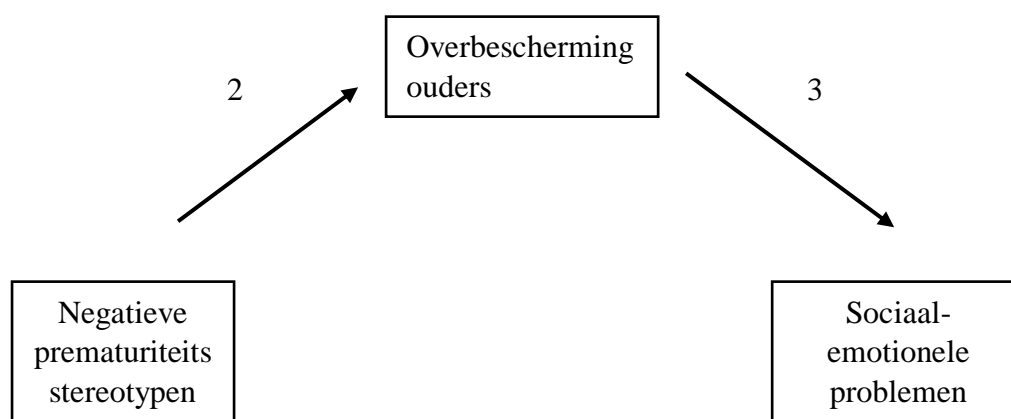 Overbescherming
ouders
2
3
Negatieve
prematuriteits
stereotypen
Sociaal-
emotionele
problemen